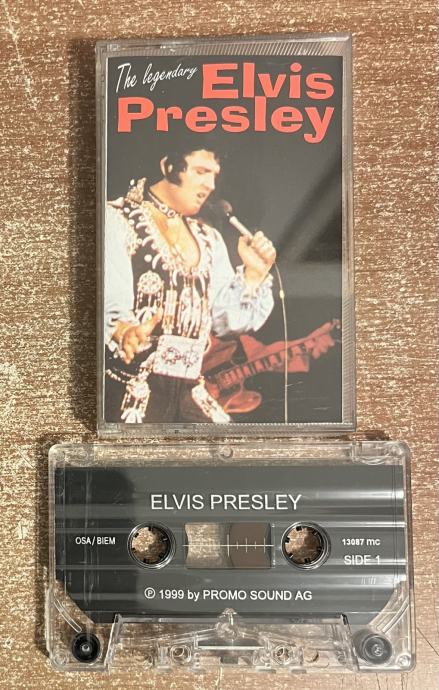 The legendary
Elvis
Presley
ELVIS PRESLEY
OSA/BIEM
13087 mc
SIDE 1
℗ 1999 by PROMO SOUND AG